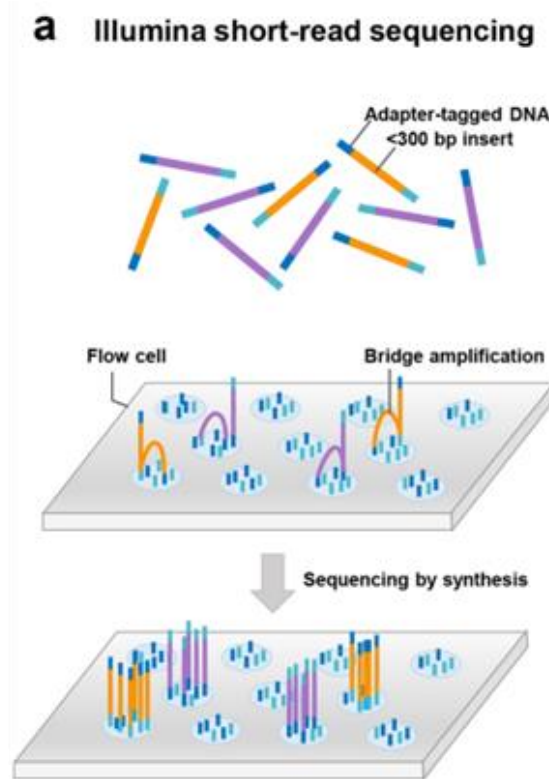 a Illumina short-read sequencing
Adapter-tagged DNA
<300 bp insert
Flow cell
Bridge amplification
Sequencing by synthesis